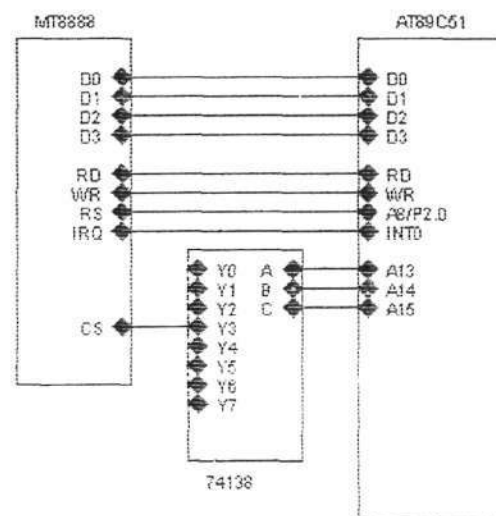 MT8888 AT89C51
D0 D0
D1 D1
D2 D2
D3 D3
RD RD
WR WR
RS A8/P2.0
IRQ INT0
Y0 A A13
Y1 B A14
Y2 C A15
CS Y3
Y4
Y5
Y6
Y7
74138